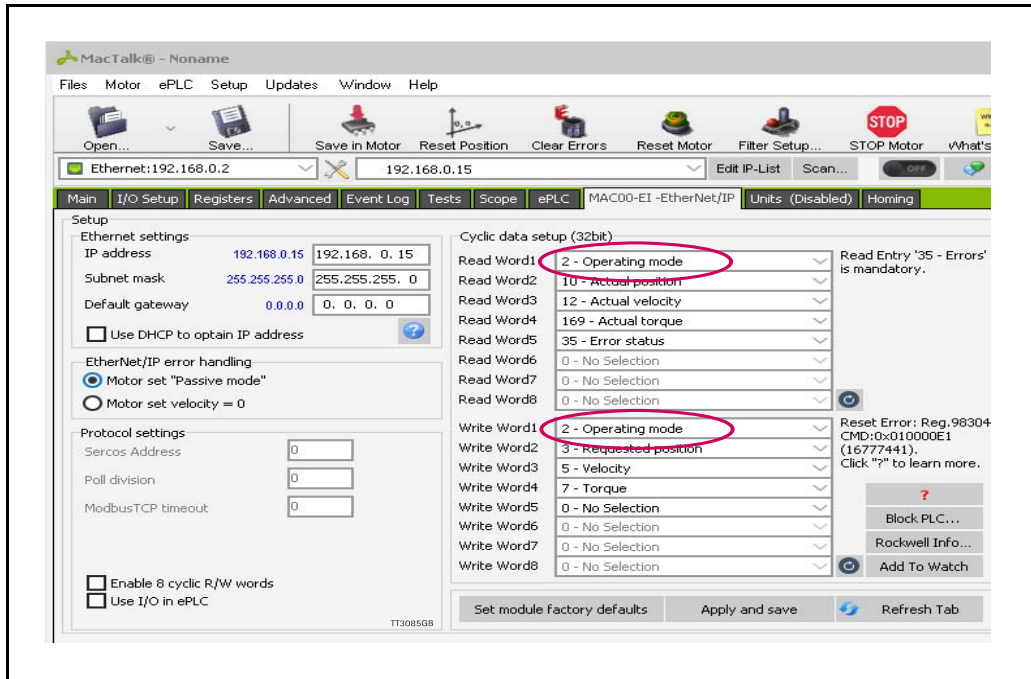 MacTalk® - Noname
Files Motor ePLC Setup Updates Window Help
Open... Save... Save in Motor Reset Position Clear Errors Reset Motor Filter Setup... STOP Motor What's
STOP
Ethernet:192.168.0.2 192.168.0.15 Edit IP-List Scan... OFF
Main I/O Setup Registers Advanced Event Log Tests Scope ePLC MAC00-EI -EtherNet/IP Units (Disabled) Homing
Setup
Ethernet settings
IP address 192.168.0.15 192.168. 0. 15
Subnet mask 255.255.255.0 255.255.255. 0
Default gateway 0.0.0.0 0. 0. 0. 0
Use DHCP to optain IP address
EtherNet/IP error handling
Motor set "Passive mode"
Motor set velocity = 0
Protocol settings
Sercos Address 0
Poll division 0
ModbusTCP timeout 0
Enable 8 cyclic R/W words
Use I/O in ePLC
TT3085GB
Cyclic data setup (32bit)
Read Word1 2 - Operating mode
Read Word2 10 - Actual position
Read Word3 12 - Actual velocity
Read Word4 169 - Actual torque
Read Word5 35 - Error status
Read Word6 0 - No Selection
Read Word7 0 - No Selection
Read Word8 0 - No Selection
Read Entry '35 - Errors'
is mandatory.
Write Word1 2 - Operating mode
Write Word2 3 - Requested position
Write Word3 5 - Velocity
Write Word4 7 - Torque
Write Word5 0 - No Selection
Write Word6 0 - No Selection
Write Word7 0 - No Selection
Write Word8 0 - No Selection
Reset Error: Reg.98304
CMD:0x010000E1
(16777441).
Click "?" to learn more.
?
Block PLC...
Rockwell Info...
Add To Watch
Set module factory defaults Apply and save Refresh Tab